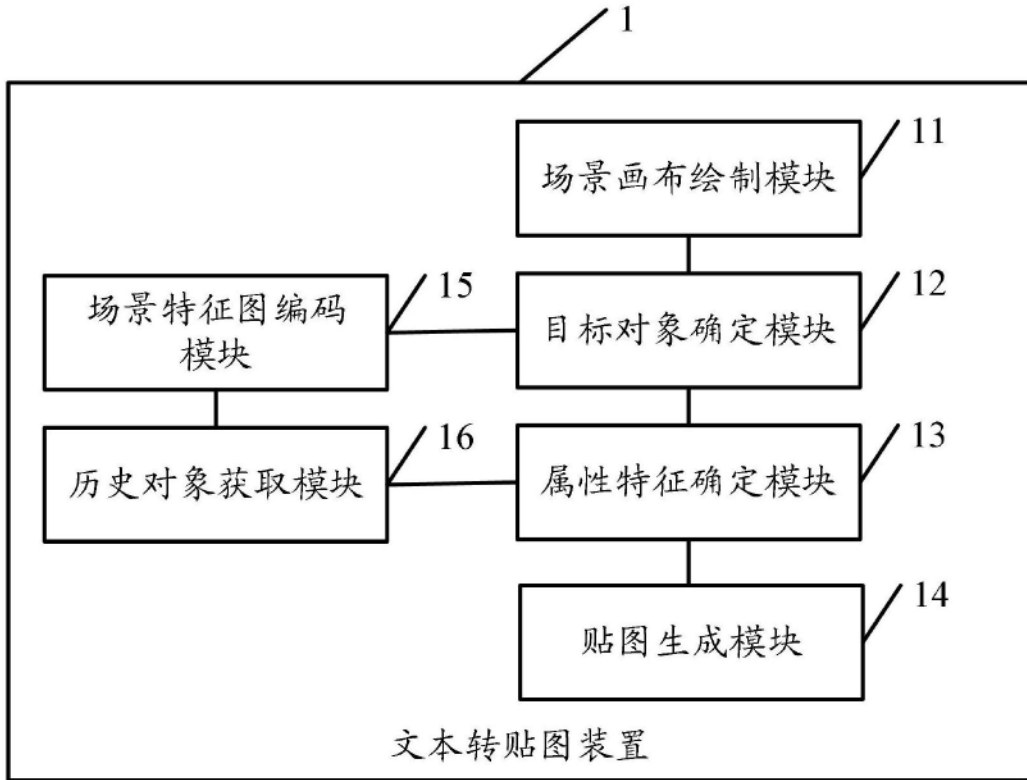 1
11
场景画布绘制模块
15
12
场景特征图编码
模块
目标对象确定模块
16
13
历史对象获取模块
属性特征确定模块
14
贴图生成模块
文本转贴图装置